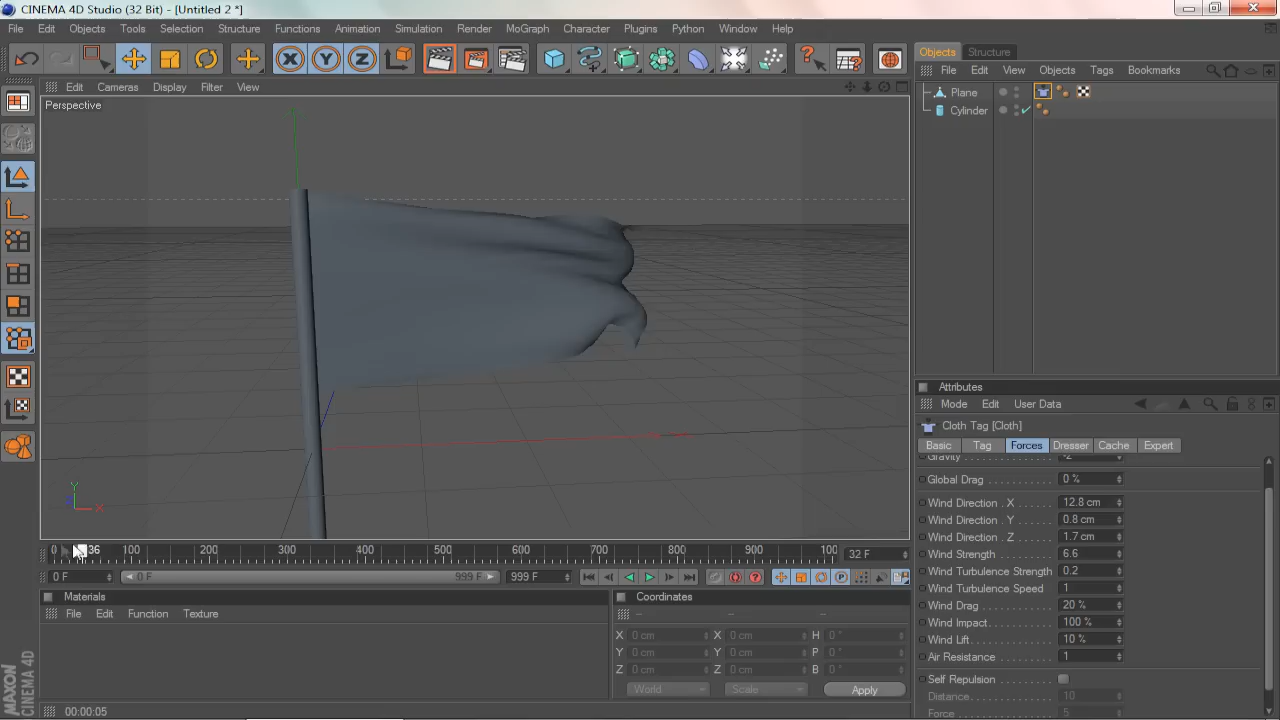 CINEMA 4D Studio (32 Bit) - [Untitled 2 *]
File Edit Objects Tools Selection Structure Functions Animation Simulation Render MoGraph Character Plugins Python Window Help
Objects Structure
File Edit View Objects Tags Bookmarks
Edit Cameras Display Filter View
Perspective
Plane
Cylinder
Attributes
Mode Edit User Data
Cloth Tag [Cloth]
Basic Tag Forces Dresser Cache Expert
Gravity -2
Global Drag 0 %
Wind Direction . X 12.8 cm
Wind Direction . Y 0.8 cm
Wind Direction . Z 1.7 cm
Wind Strength 6.6
Wind Turbulence Strength 0.2
Wind Turbulence Speed 1
Wind Drag 20 %
Wind Impact 100 %
Wind Lift 10 %
Air Resistance 1
Self Repulsion
Distance 10
Force 5
Y
X
0 36 100 200 300 400 500 600 700 800 100 32 F
0 F 0 F 999 F 999 F
Materials
File Edit Function Texture
Coordinates
-- -- --
X 0 cm X 0 cm H 0 °
Y 0 cm Y 0 cm P 0 °
Z 0 cm Z 0 cm B 0 °
World Scale Apply
MAXON
CINEMA 4D
00:00:05